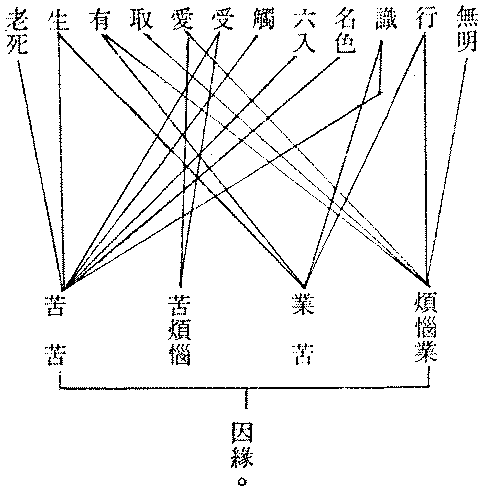 無明
行
識
名色
六入
觸
受
愛
取
有
生
老死
煩惱業
業苦
苦煩惱
苦苦
因緣。